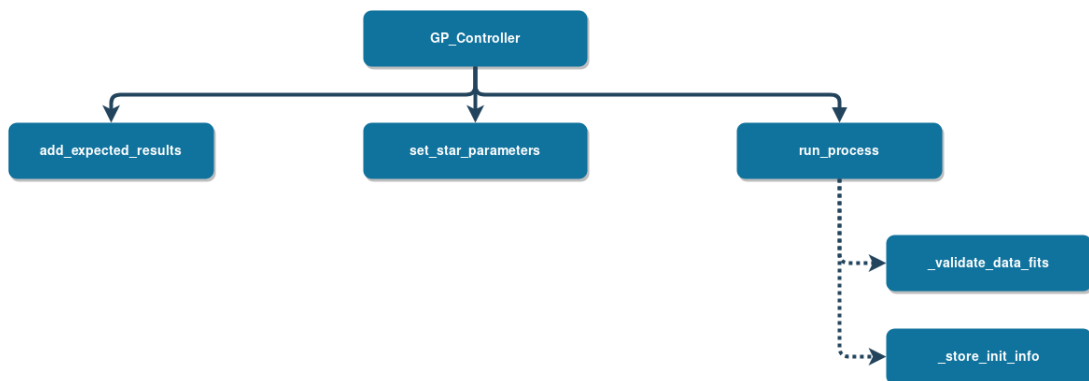 GP_Controller
add_expected_results
set_star_parameters
run_process
_validate_data_fits
_store_init_info